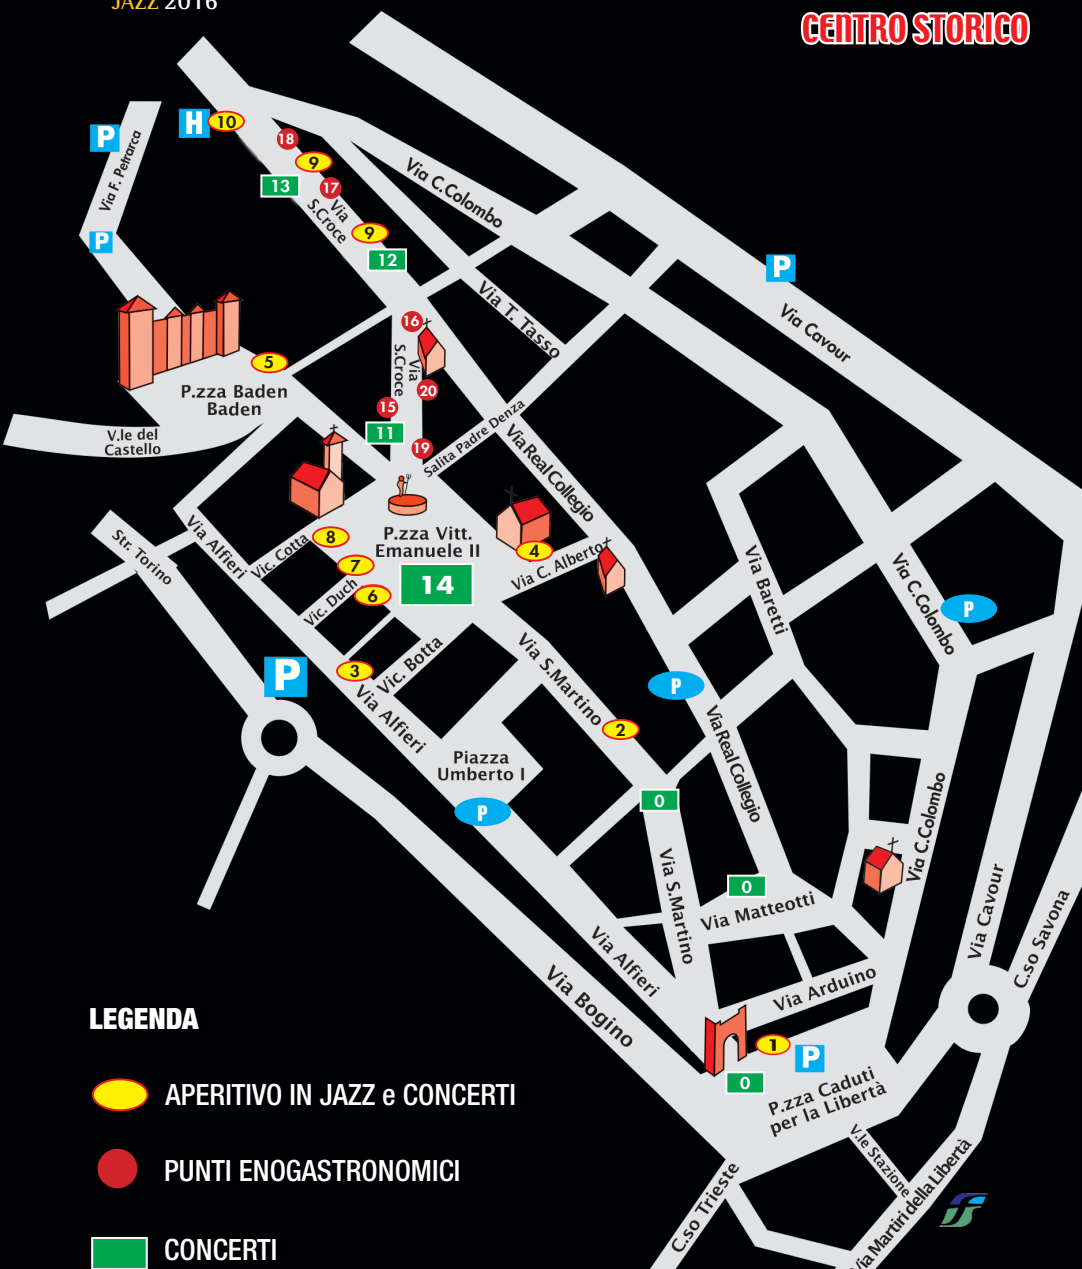 JAZZ 2016
CENTRO STORICO
P
Via F. Petrarca
P
H
10
18
9
13
17
Via
S.Croce
9
12
Via C.Colombo
P
Via Cavour
Via T. Tasso
16
Via
S.Croce
20
15
11
19
Salita Padre Denza
5
P.zza Baden
Baden
V.le del
Castello
Via Real Collegio
Str. Torino
Via Alfieri
Vic. Cotta
8
P.zza Vitt.
Emanuele II
4
Via C. Alberto
7
Vic. Duch
6
14
Via Baretti
Via C.Colombo
P
P
3
Vic. Botta
Via S.Martino
P
2
Via Alfieri
Via Real Collegio
Piazza
Umberto I
P
0
Via C.Colombo
Via S.Martino
0
Via Matteotti
Via Cavour
C.so Savona
Via Alfieri
Via Arduino
Via Bogino
1
P
0
P.zza Caduti
per la Libertà
V.le Stazione
C.so Trieste
Via Martiri della Libertà
LEGENDA
APERITIVO IN JAZZ e CONCERTI
PUNTI ENOGASTRONOMICI
CONCERTI